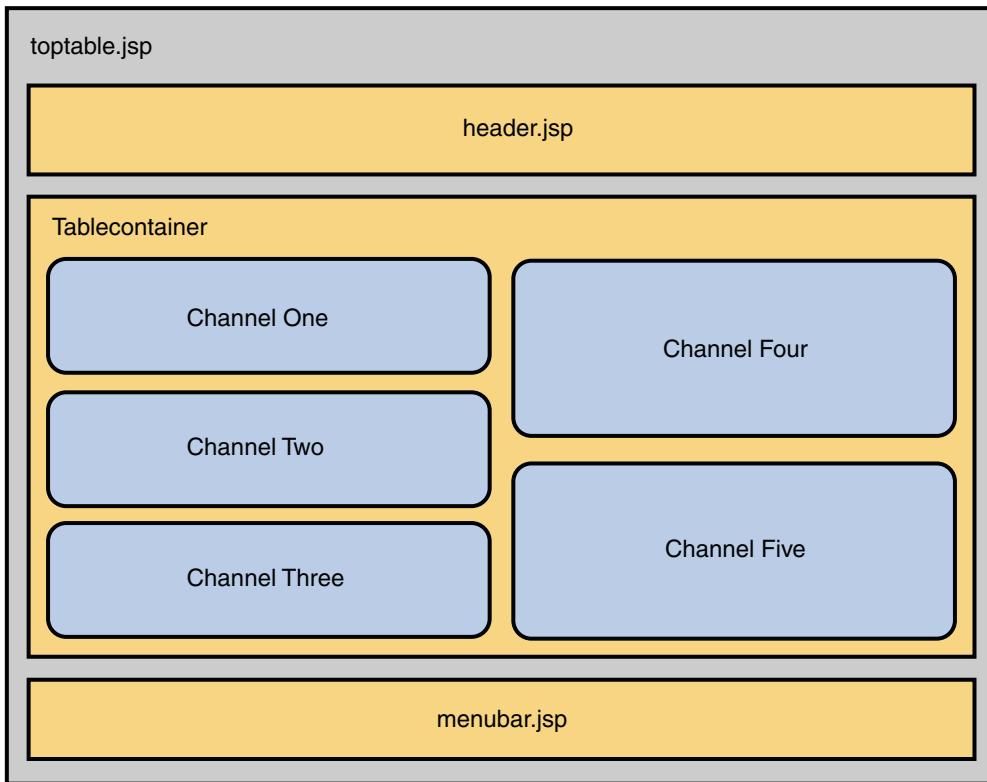 toptable.jsp
header.jsp
Tablecontainer
Channel One
Channel Two
Channel Three
Channel Four
Channel Five
menubar.jsp